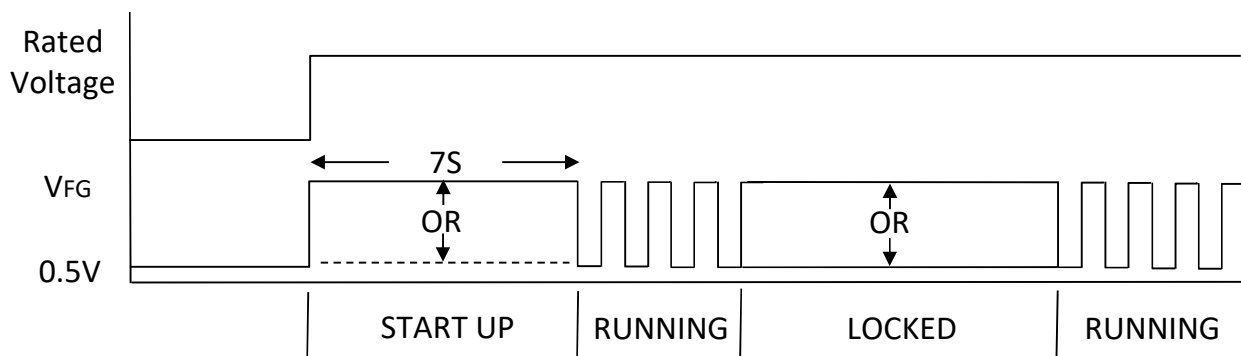 Rated
Voltage
7S
VFG
OR
OR
0.5V
START UP
RUNNING
LOCKED
RUNNING